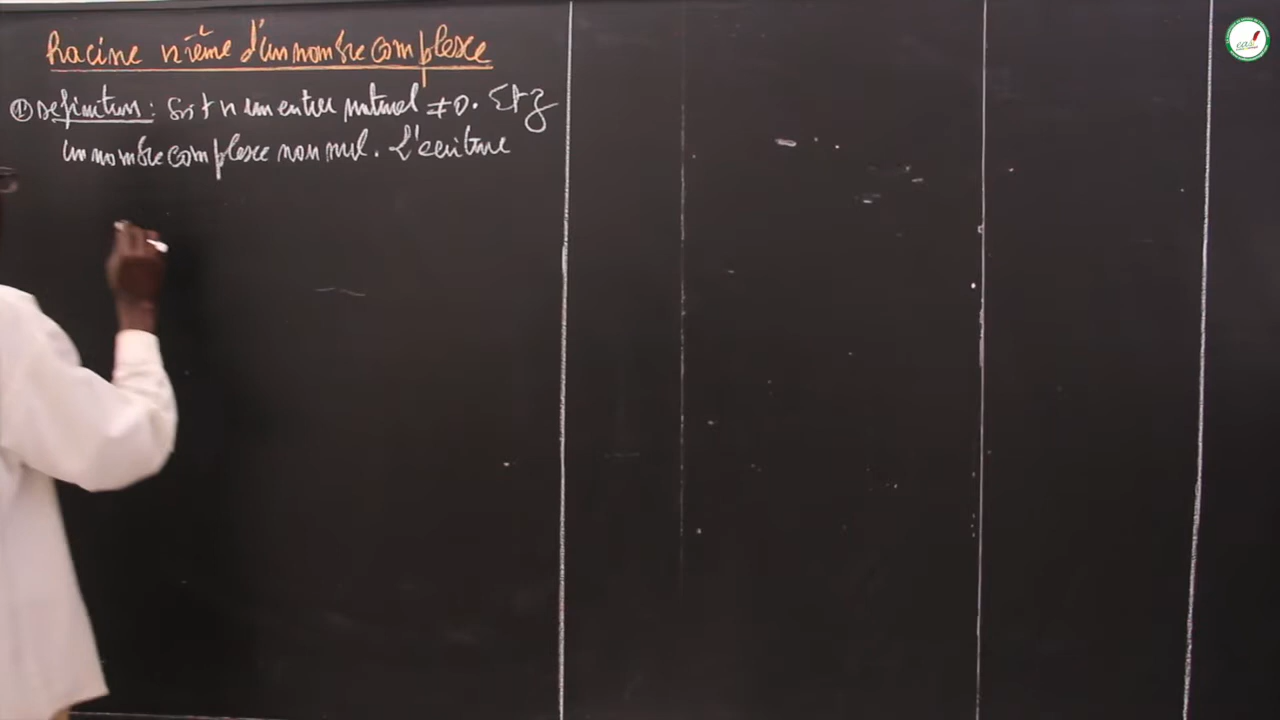 Racine nième d'un nombre complexe
① Définition : Soit n un entier naturel ≠ 0. Et z
un nombre complexe non nul. L'écriture